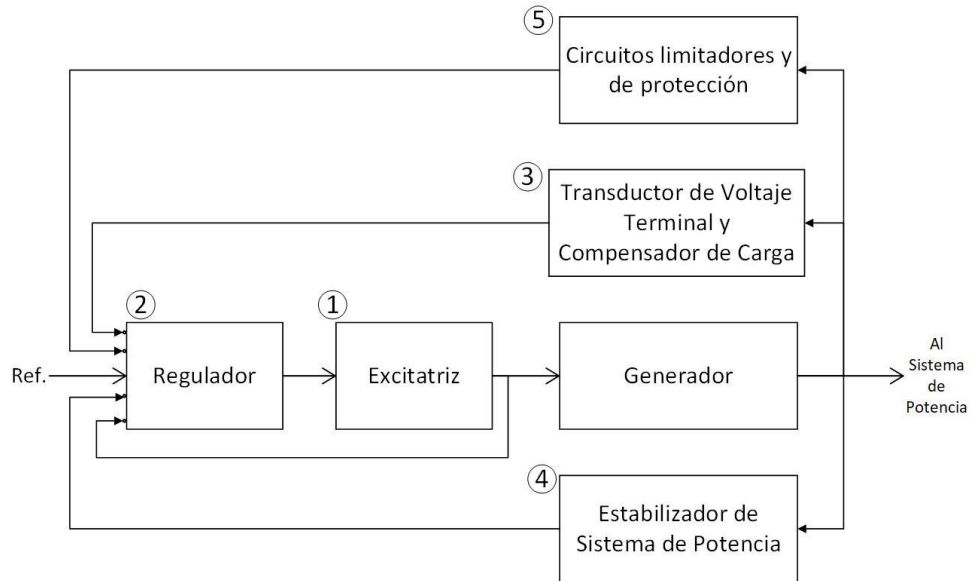 ⑤
Circuitos limitadores y
de protección
③
Transductor de Voltaje
Terminal y
Compensador de Carga
②
①
Ref.
Regulador
Excitatriz
Generador
Al
Sistema
de
Potencia
④
Estabilizador de
Sistema de Potencia